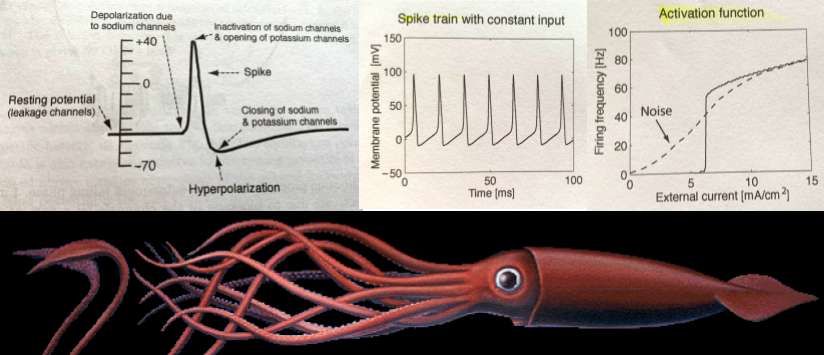 Depolarization due
to sodium channels
Inactivation of sodium channels
& opening of potassium channels
+40
Spike
0
Resting potential
(leakage channels)
Closing of sodium
& potassium channels
-70
Hyperpolarization
Spike train with constant input
Membrane potential [mV]
150
100
50
0
-50
0
50
100
Time [ms]
Activation function
Firing frequency [Hz]
100
80
60
40
20
0
Noise
0
5
10
15
External current [mA/cm²]